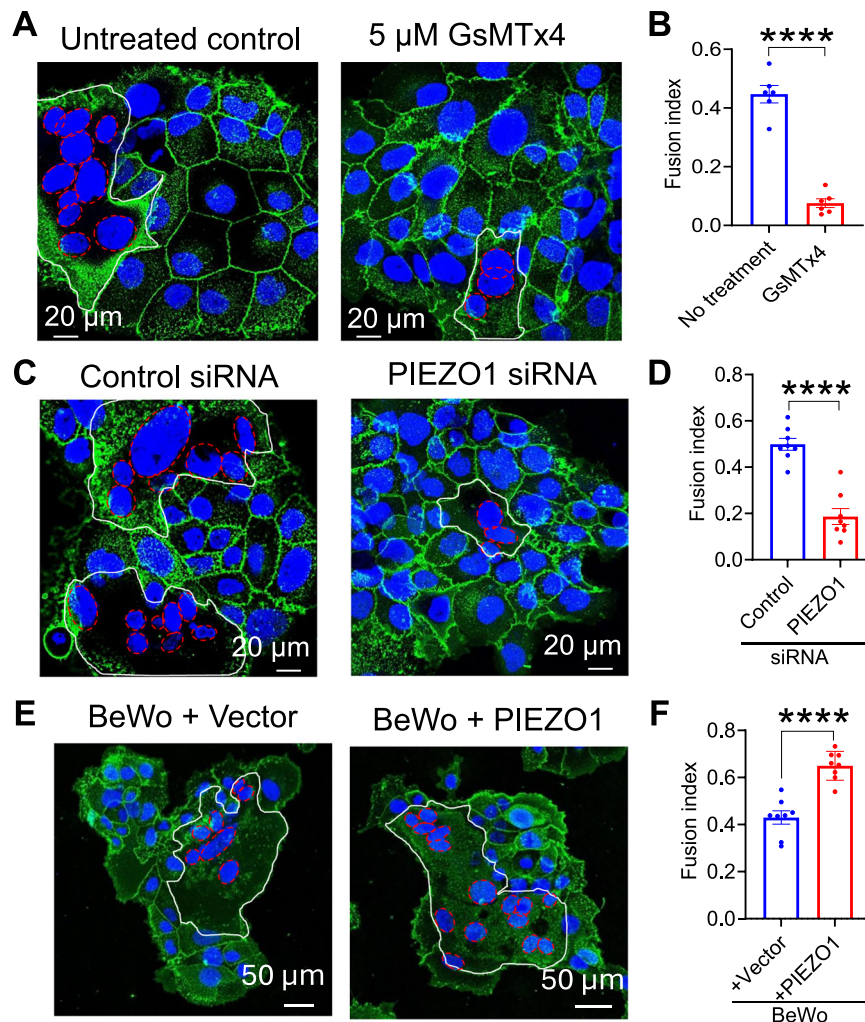 A
Untreated control
5 µM GsMTx4
20 µm
20 µm
B
****
Fusion index
0.6
0.4
0.2
0.0
No treatment
GsMTx4
C
Control siRNA
PIEZO1 siRNA
20 µm
20 µm
D
****
Fusion index
0.8
0.6
0.4
0.2
0.0
Control
PIEZO1
siRNA
E
BeWo + Vector
BeWo + PIEZO1
50 µm
50 µm
F
****
Fusion index
0.8
0.6
0.4
0.2
0.0
+Vector
+PIEZO1
BeWo